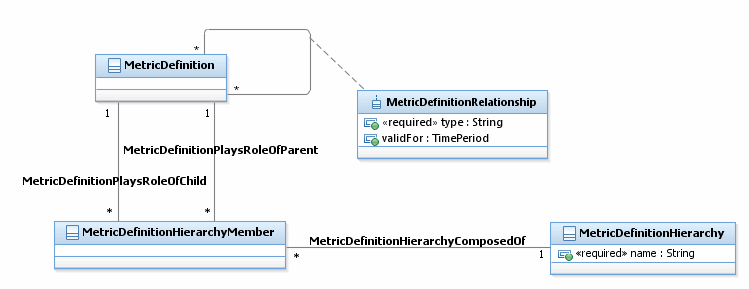 *
MetricDefinition
*
MetricDefinitionRelationship
1
1
«required» type : String
validFor : TimePeriod
MetricDefinitionPlaysRoleOfParent
MetricDefinitionPlaysRoleOfChild
*
*
MetricDefinitionHierarchyMember
MetricDefinitionHierarchyComposedOf
MetricDefinitionHierarchy
*
1
«required» name : String